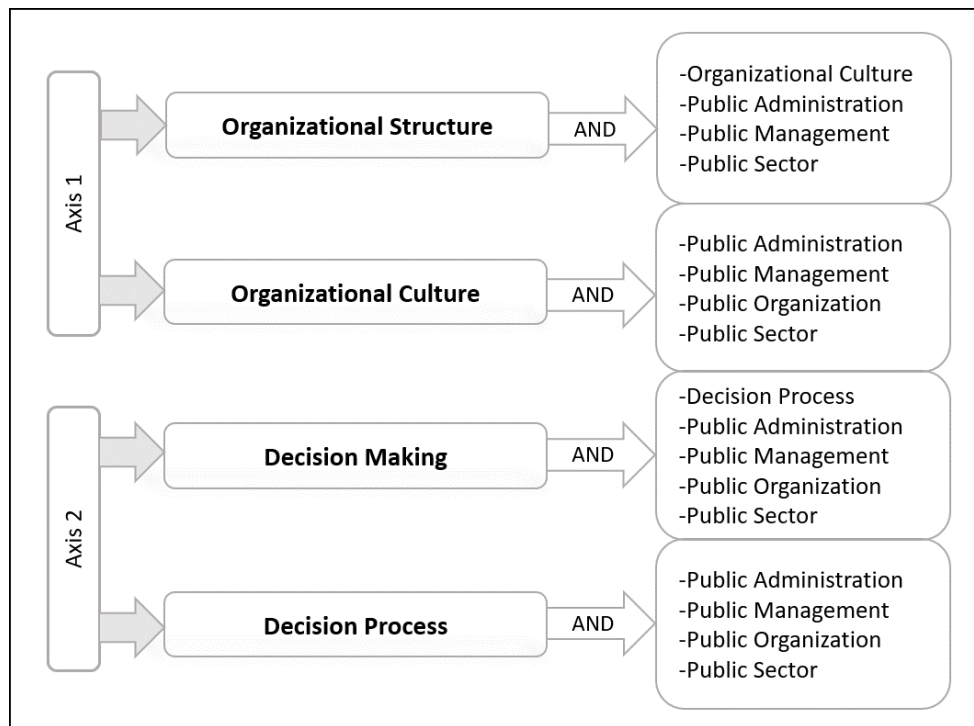 Axis 1
Organizational Structure
AND
-Organizational Culture
-Public Administration
-Public Management
-Public Sector
Organizational Culture
AND
-Public Administration
-Public Management
-Public Organization
-Public Sector
Axis 2
Decision Making
AND
-Decision Process
-Public Administration
-Public Management
-Public Organization
-Public Sector
Decision Process
AND
-Public Administration
-Public Management
-Public Organization
-Public Sector